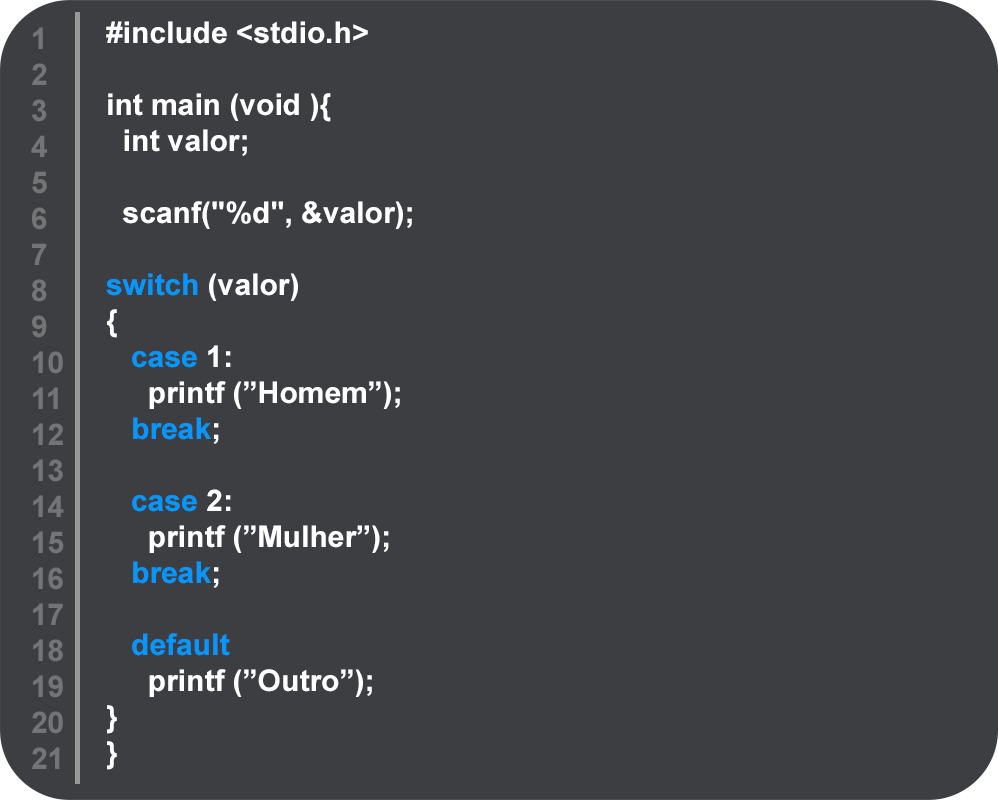 1 #include <stdio.h>
2
3 int main (void ){
4 int valor;
5
6 scanf("%d", &valor);
7
8 switch (valor)
9 {
10 case 1:
11 printf (”Homem”);
12 break;
13
14 case 2:
15 printf (”Mulher”);
16 break;
17
18 default
19 printf (”Outro”);
20 }
21 }